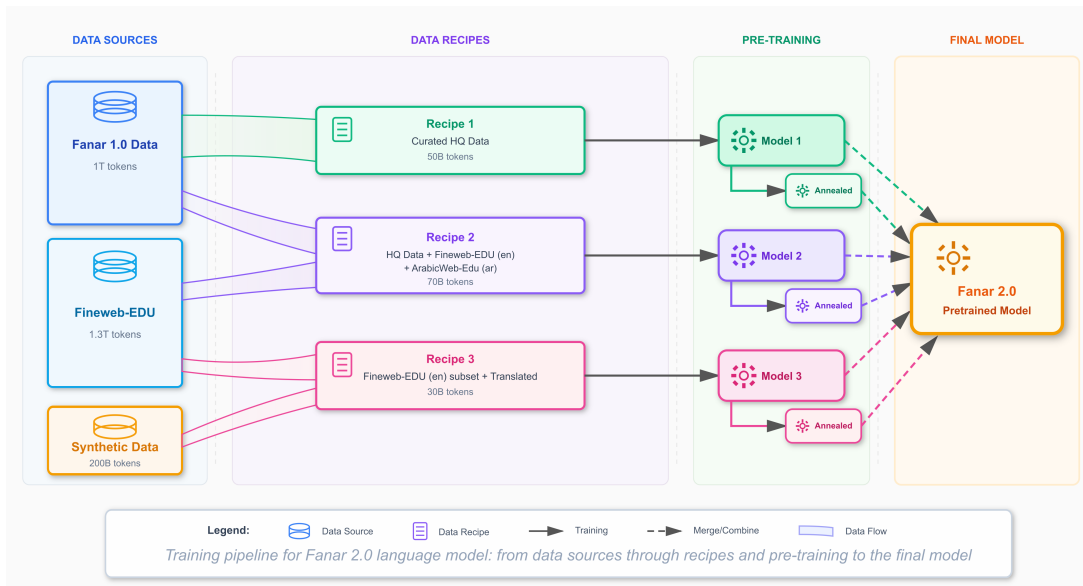 DATA SOURCES
DATA RECIPES
PRE-TRAINING
FINAL MODEL
Fanar 1.0 Data
1T tokens
Fineweb-EDU
1.3T tokens
Synthetic Data
200B tokens
Recipe 1
Curated HQ Data
50B tokens
Recipe 2
HQ Data + Fineweb-EDU (en)
+ ArabicWeb-Edu (ar)
70B tokens
Recipe 3
Fineweb-EDU (en) subset + Translated
30B tokens
Model 1
Annealed
Model 2
Annealed
Model 3
Annealed
Fanar 2.0
Pretrained Model
Legend:
Data Source
Data Recipe
Training
Merge/Combine
Data Flow
Training pipeline for Fanar 2.0 language model: from data sources through recipes and pre-training to the final model